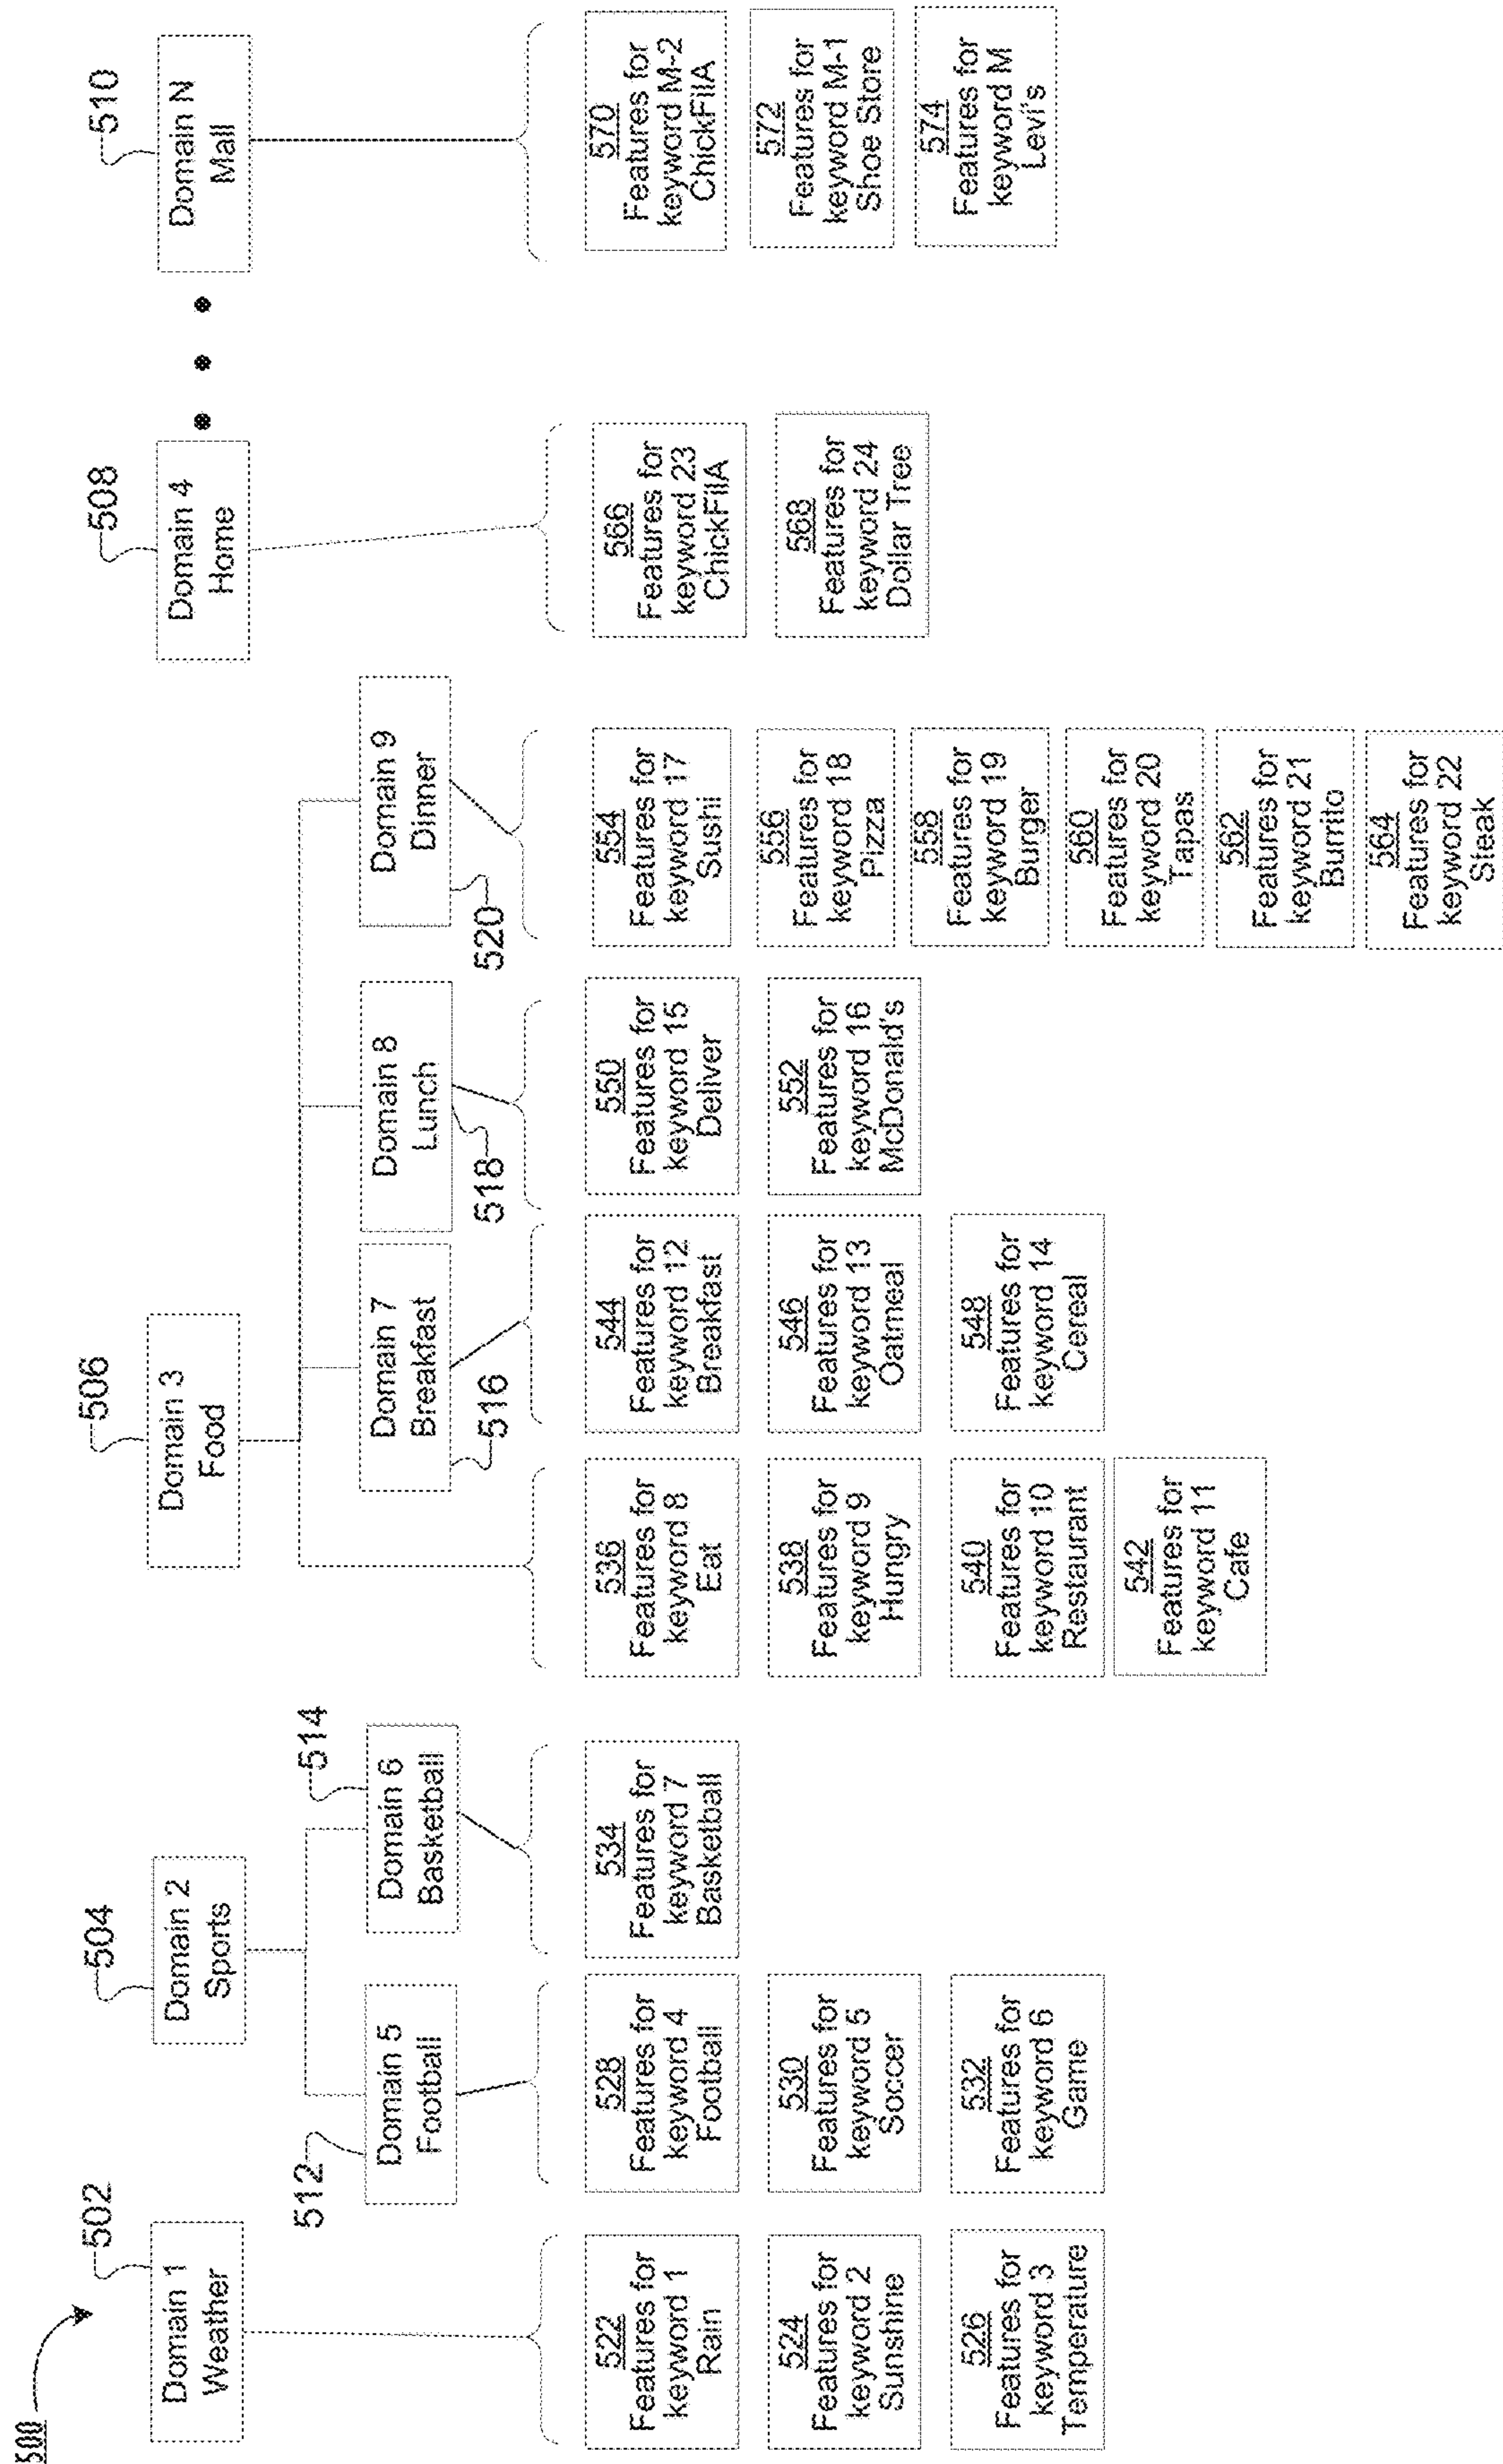 500
502
Domain 1
Weather
504
Domain 2
Sports
506
Domain 3
Food
508
Domain 4
Home
510
Domain N
Mall
512
Domain 5
Football
514
Domain 6
Basketball
516
Domain 7
Breakfast
518
Domain 8
Lunch
520
Domain 9
Dinner
522
Features for
keyword 1
Rain
524
Features for
keyword 2
Sunshine
526
Features for
keyword 3
Temperature
528
Features for
keyword 4
Football
530
Features for
keyword 5
Soccer
532
Features for
keyword 6
Game
534
Features for
keyword 7
Basketball
536
Features for
keyword 8
Eat
538
Features for
keyword 9
Hungry
540
Features for
keyword 10
Restaurant
542
Features for
keyword 11
Cafe
544
Features for
keyword 12
Breakfast
546
Features for
keyword 13
Oatmeal
548
Features for
keyword 14
Cereal
550
Features for
keyword 15
Deliver
552
Features for
keyword 16
McDonald's
554
Features for
keyword 17
Sushi
556
Features for
keyword 18
Pizza
558
Features for
keyword 19
Burger
560
Features for
keyword 20
Tapas
562
Features for
keyword 21
Burrito
564
Features for
keyword 22
Steak
566
Features for
keyword 23
ChickFilA
568
Features for
keyword 24
Dollar Tree
570
Features for
keyword M-2
ChickFilA
572
Features for
keyword M-1
Shoe Store
574
Features for
keyword M
Levi's